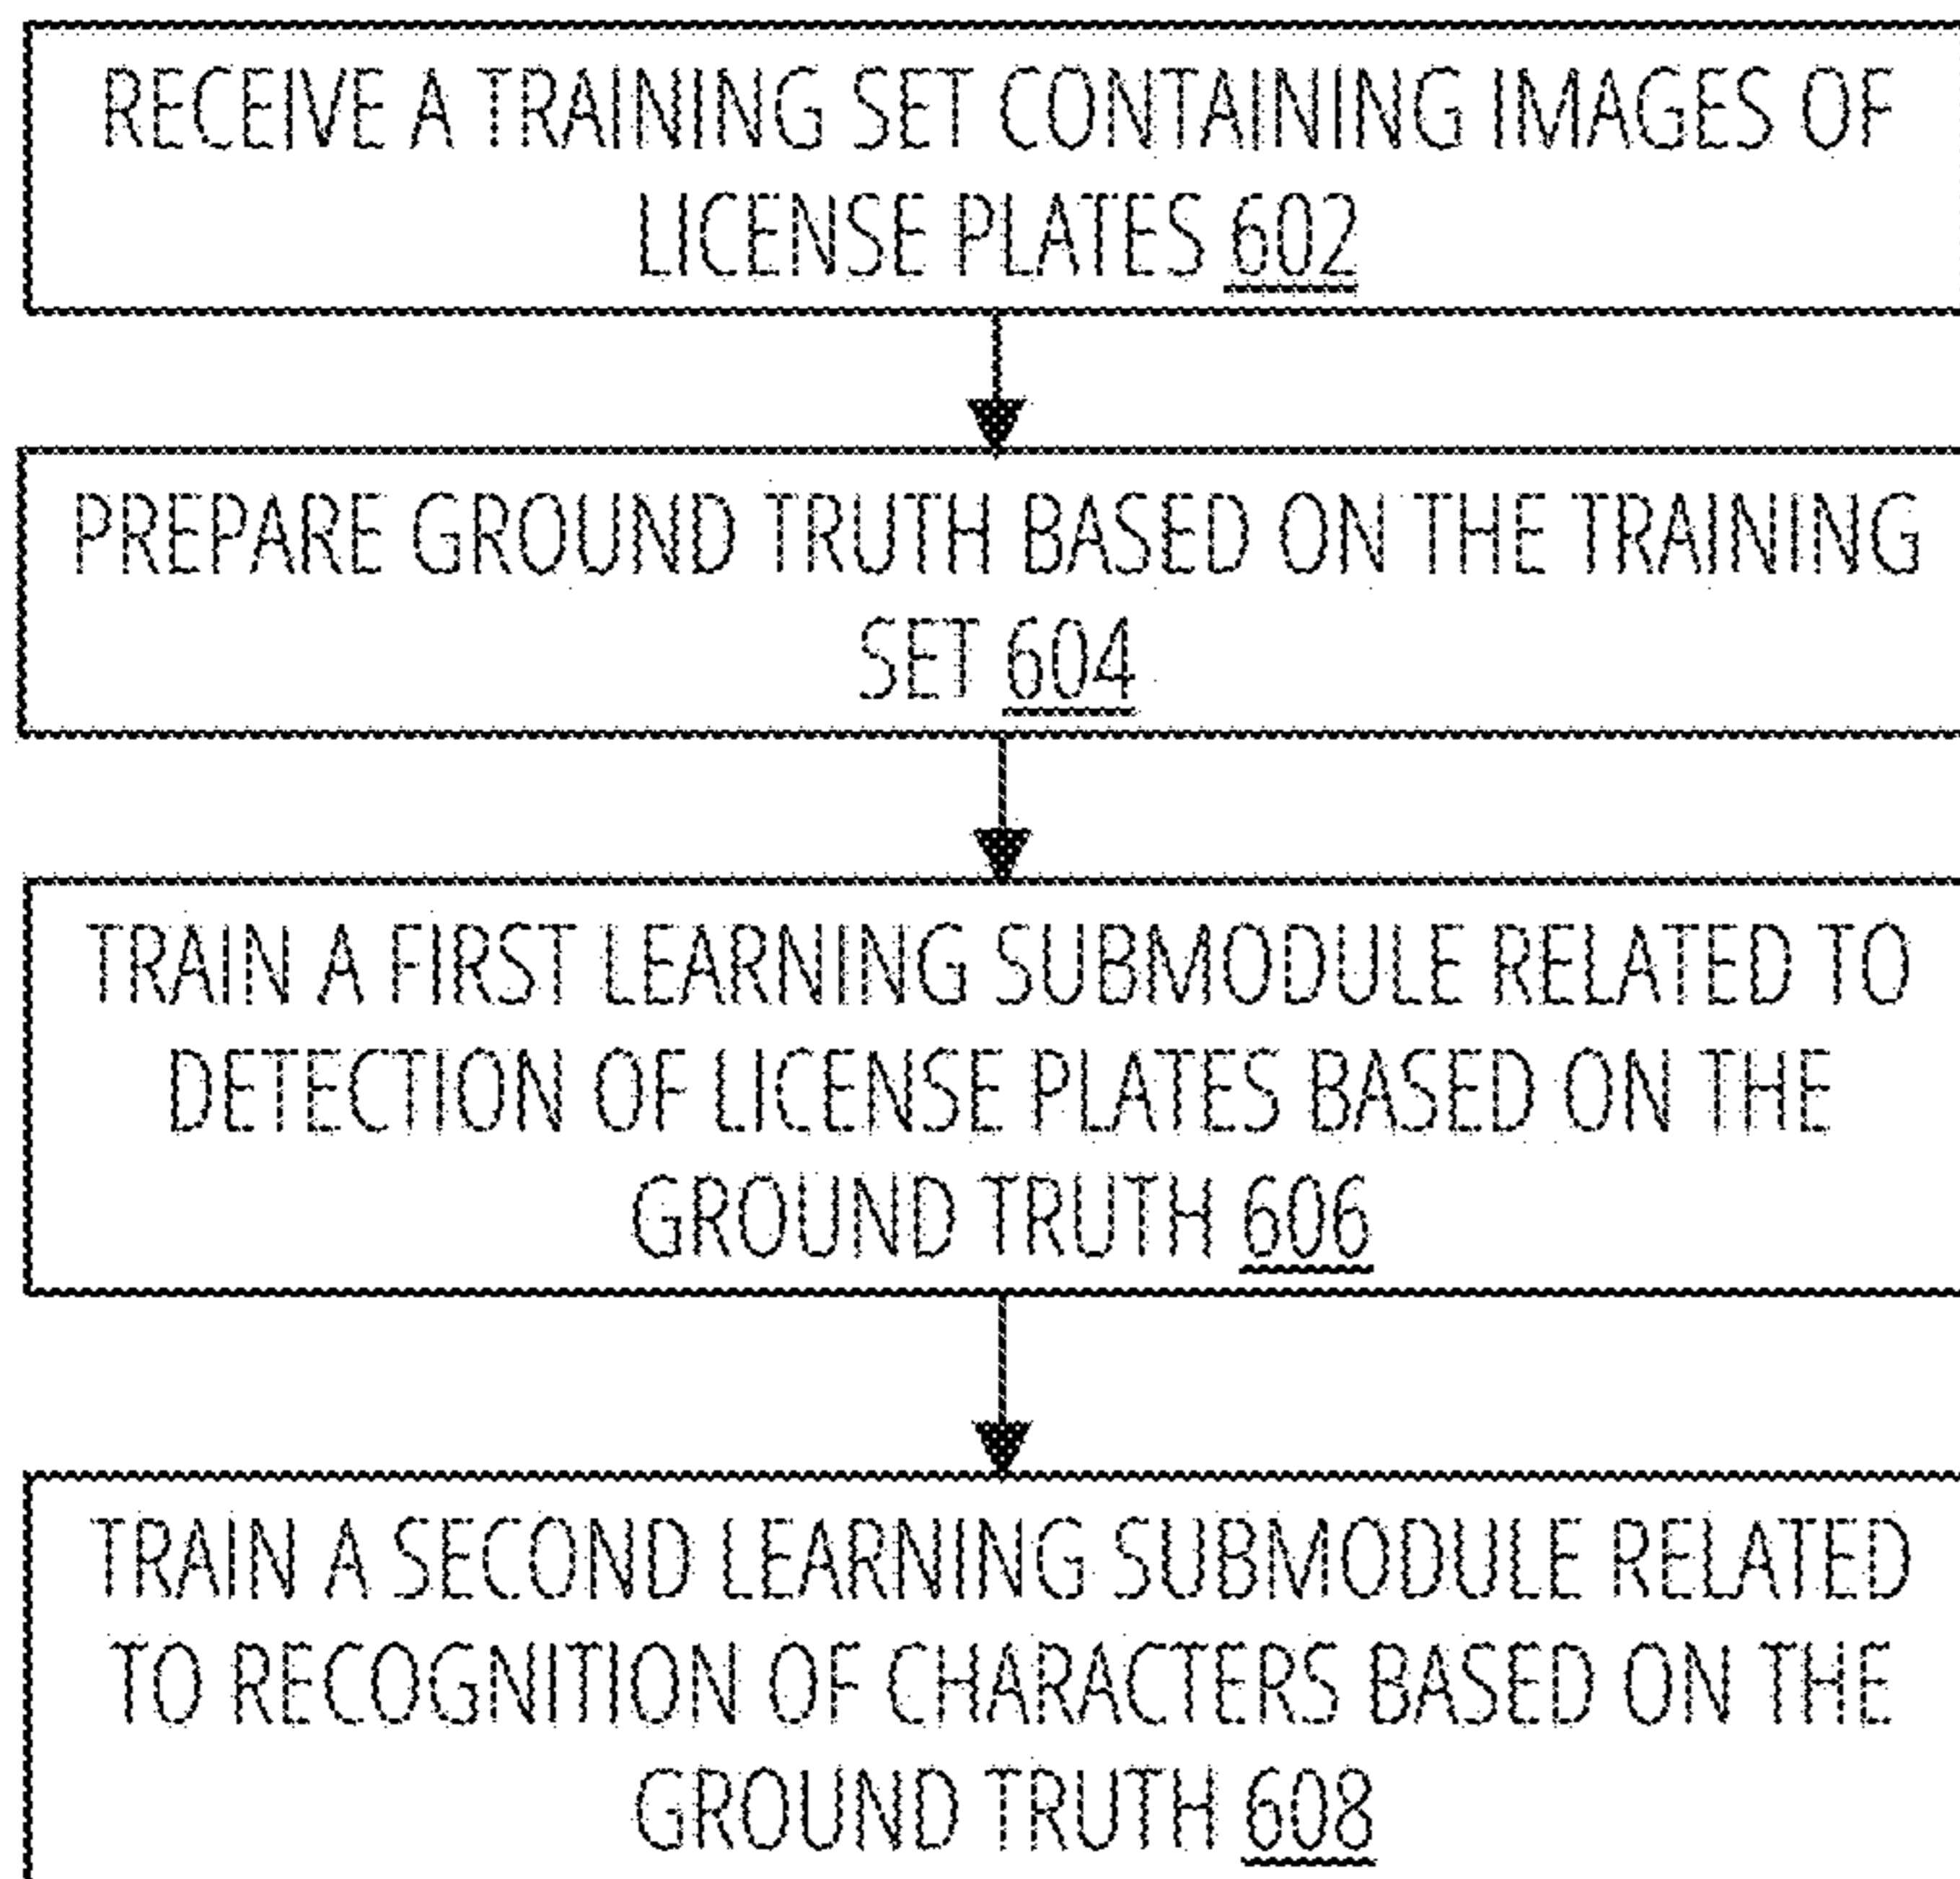 RECEIVE A TRAINING SET CONTAINING IMAGES OF
LICENSE PLATES 602
PREPARE GROUND TRUTH BASED ON THE TRAINING
SET 604
TRAIN A FIRST LEARNING SUBMODULE RELATED TO
DETECTION OF LICENSE PLATES BASED ON THE
GROUND TRUTH 606
TRAIN A SECOND LEARNING SUBMODULE RELATED
TO RECOGNITION OF CHARACTERS BASED ON THE
GROUND TRUTH 608